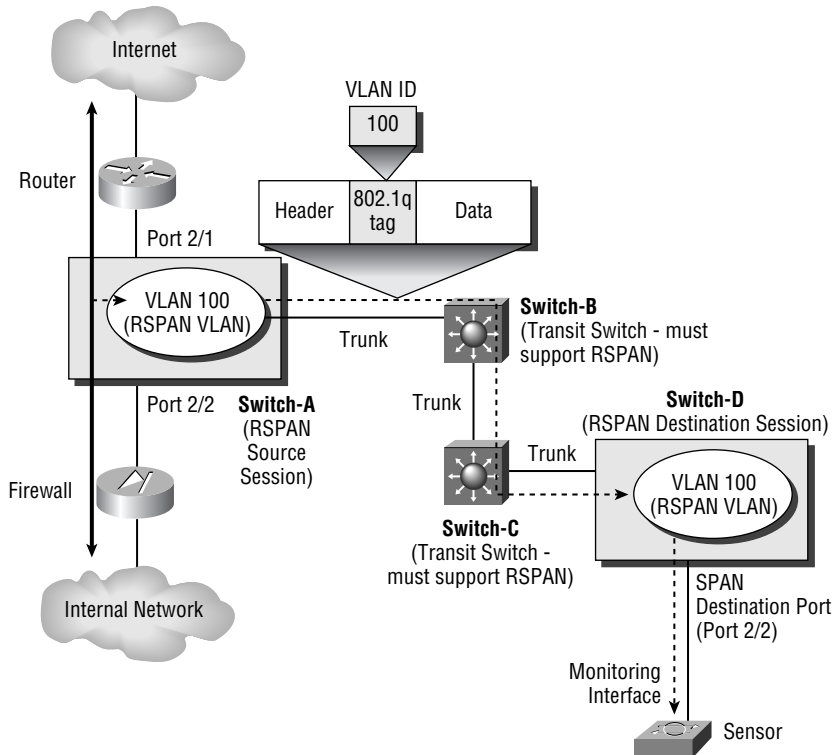 Internet
VLAN ID
100
Router
Header
802.1q
tag
Data
Port 2/1
VLAN 100
(RSPAN VLAN)
Trunk
Switch-B
(Transit Switch - must
support RSPAN)
Port 2/2
Switch-A
(RSPAN
Source
Session)
Trunk
Switch-D
(RSPAN Destination Session)
Firewall
Trunk
VLAN 100
(RSPAN VLAN)
Switch-C
(Transit Switch -
must support RSPAN)
Internal Network
SPAN
Destination Port
(Port 2/2)
Monitoring
Interface
Sensor